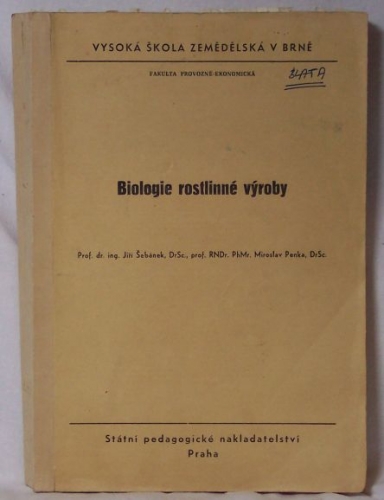 VYSOKÁ ŠKOLA ZEMĚDĚLSKÁ V BRNĚ
FAKULTA PROVOZNĚ EKONOMICKÁ
ZLATA
Biologie rostlinné výroby
Prof. dr. ing. Jiří Šebánek, DrSc., prof. RNDr. PhMr. Miroslav Penka, DrSc.
Státní pedagogické nakladatelství
Praha